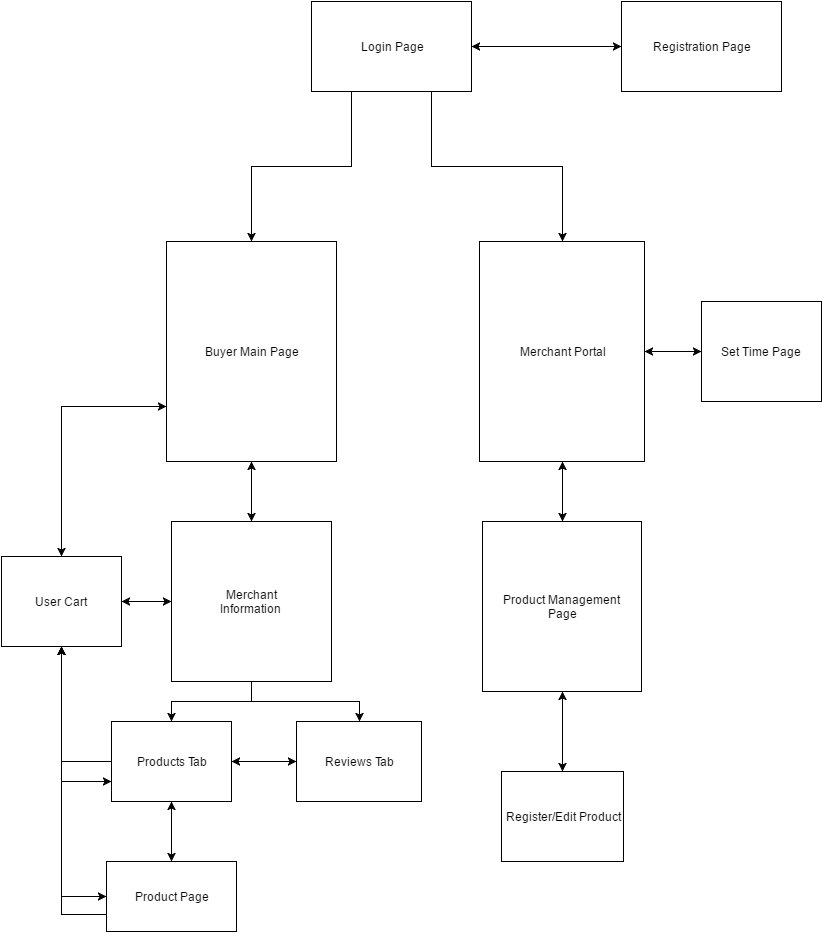 Login Page
Registration Page
Buyer Main Page
Merchant Portal
Set Time Page
User Cart
Merchant
Information
Product Management
Page
Products Tab
Reviews Tab
Register/Edit Product
Product Page